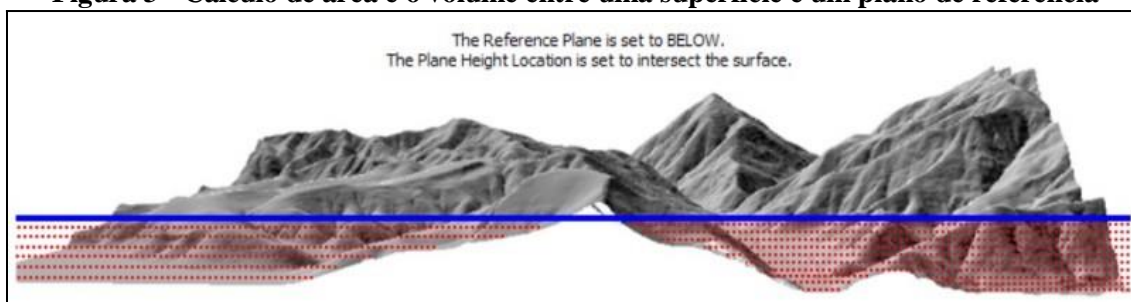 Figura 3 – Cálculo de área e o volume entre uma superfície e um plano de referência
The Reference Plane is set to BELOW.
The Plane Height Location is set to intersect the surface.